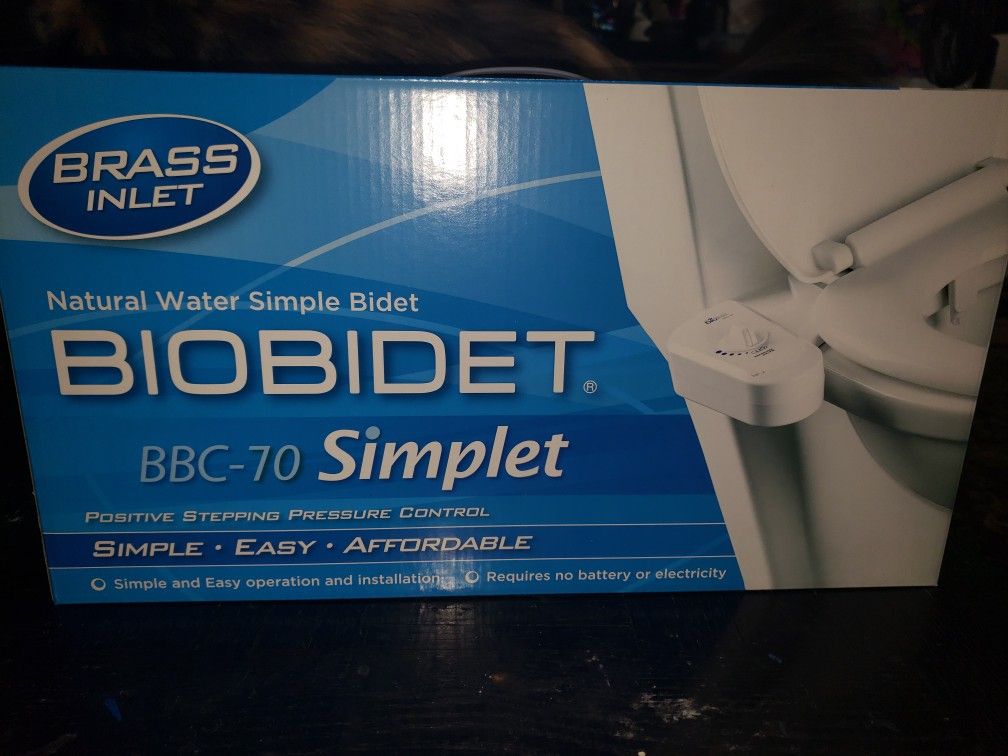 BRASS
INLET
Natural Water Simple Bidet
BIOBIDET®
BBC-70 Simplet
POSITIVE STEPPING PRESSURE CONTROL
SIMPLE · EASY · AFFORDABLE
Simple and Easy operation and installation
Requires no battery or electricity